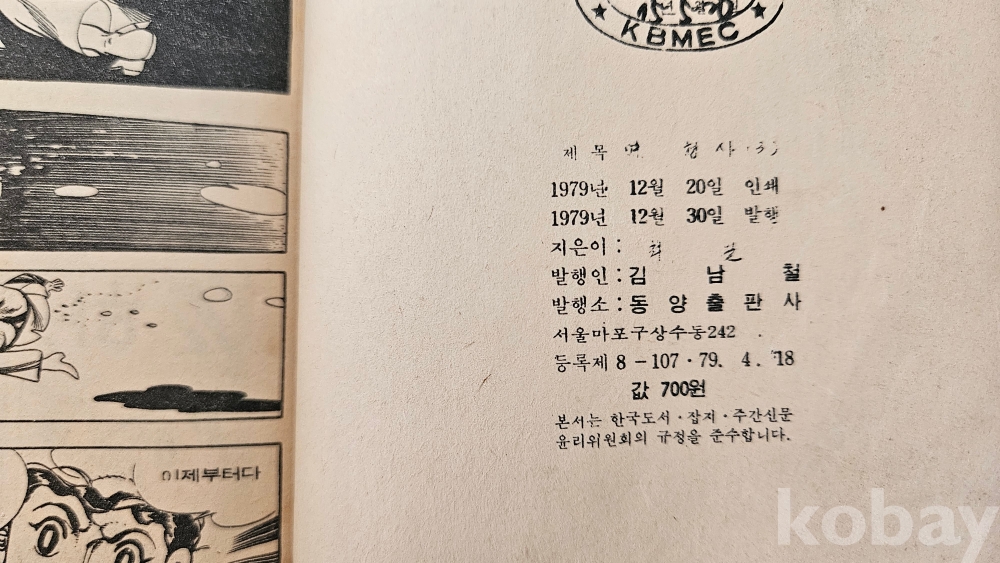 이제부터다
KBMEC
제 목 형 사
1979년 12월 20일 인쇄
1979년 12월 30일 발행
지은이 :
발행인 : 김 남 철
발행소 : 동 양 출 판 사
서울마포구상수동242
등록제 8 - 107 · 79. 4. 18
값 700원
본서는 한국도서 · 잡지 · 주간신문
윤리위원회의 규정을 준수합니다.
kobay